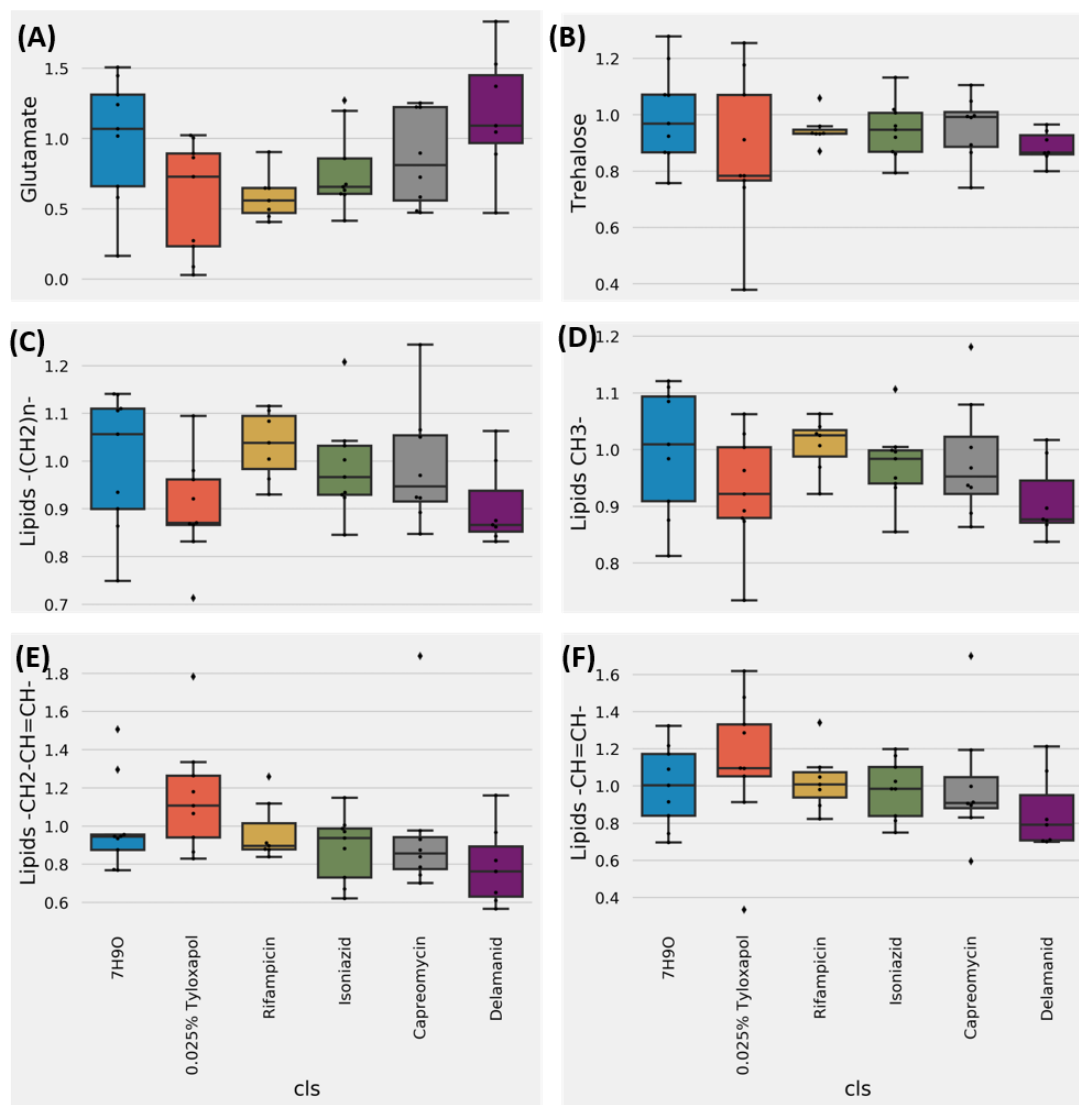 (A)
Glutamate
1.5
1.0
0.5
0.0
(B)
Trehalose
1.2
1.0
0.8
0.6
0.4
(C)
Lipids -(CH2)n-
1.2
1.1
1.0
0.9
0.8
0.7
(D)
Lipids CH3-
1.2
1.1
1.0
0.9
0.8
(E)
Lipids -CH2-CH=CH-
1.8
1.6
1.4
1.2
1.0
0.8
0.6
7H9O
0.025% Tyloxapol
Rifampicin
Isoniazid
Capreomycin
Delamanid
cls
(F)
Lipids -CH=CH-
1.6
1.4
1.2
1.0
0.8
0.6
0.4
7H9O
0.025% Tyloxapol
Rifampicin
Isoniazid
Capreomycin
Delamanid
cls